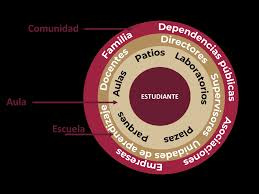 Comunidad
Familia
Dependencias públicas
Docentes
Directores
Supervisores
Patios
Aulas
Laboratorios
ESTUDIANTE
Aula
Parques
Plazas
Escuela
Unidades de aprendizaje
Asociaciones
Empresas